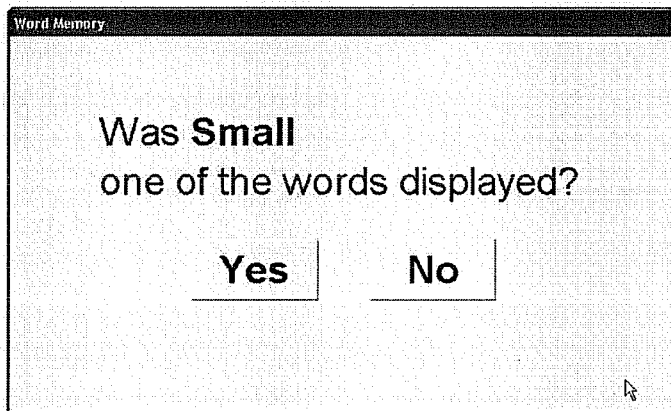 Word Memory
Was Small
one of the words displayed?
Yes No